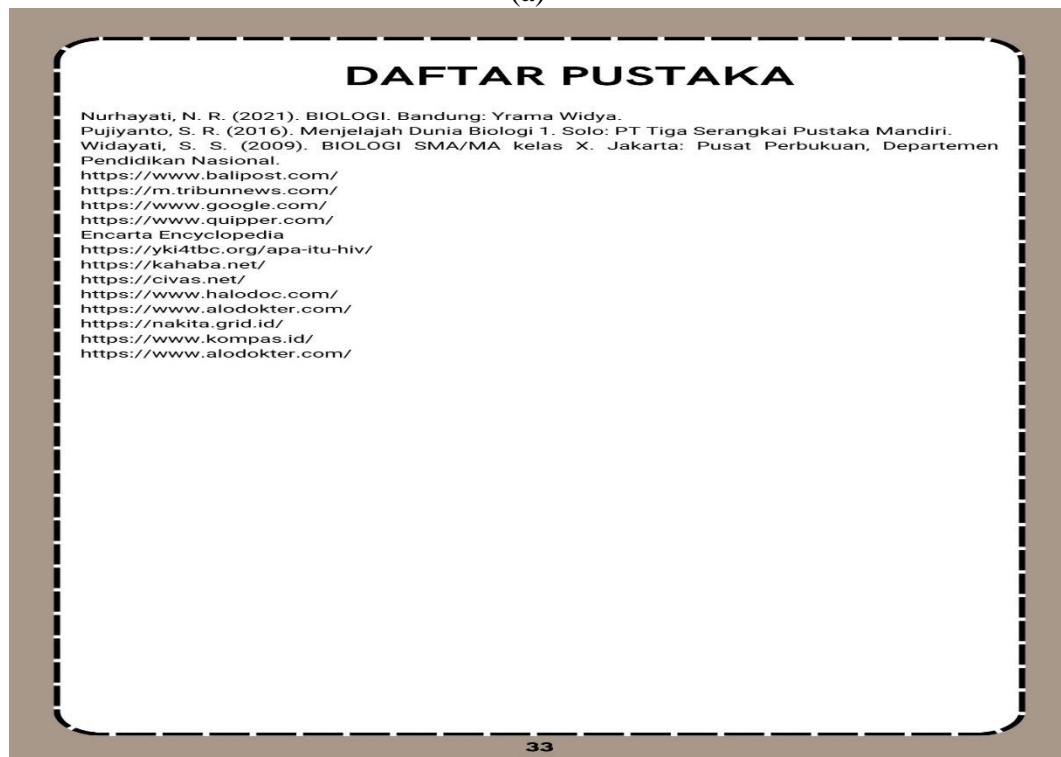 (a)
DAFTAR PUSTAKA
Nurhayati, N. R. (2021). BIOLOGI. Bandung: Yrama Widya.
Pujiyanto, S. R. (2016). Menjelajah Dunia Biologi 1. Solo: PT Tiga Serangkai Pustaka Mandiri.
Widayati, S. S. (2009). BIOLOGI SMA/MA kelas X. Jakarta: Pusat Perbukuan, Departemen
Pendidikan Nasional.
https://www.balipost.com/
https://m.tribunnews.com/
https://www.google.com/
https://www.quipper.com/
Encarta Encyclopedia
https://yki4tbc.org/apa-itu-hiv/
https://kahaba.net/
https://civas.net/
https://www.halodoc.com/
https://www.alodokter.com/
https://nakita.grid.id/
https://www.kompas.id/
https://www.alodokter.com/
33